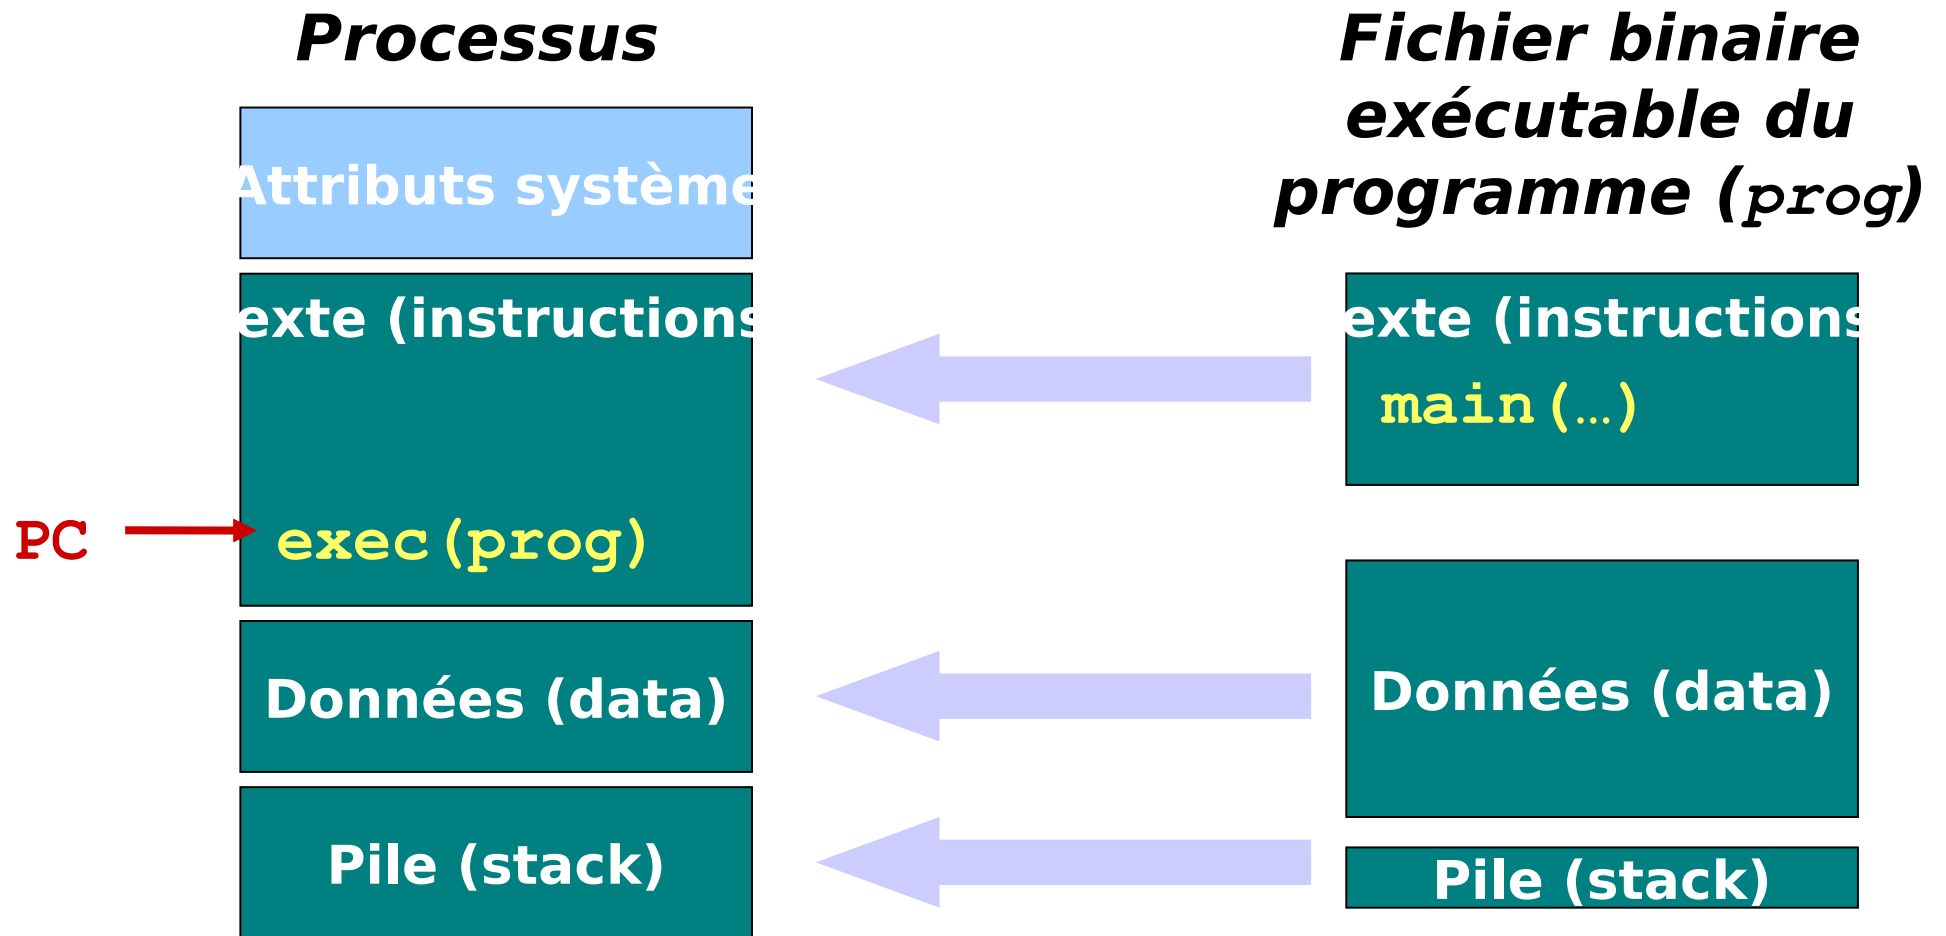 Processus
Fichier binaire
exécutable du
programme (prog)
Attributs système
exte (instructions
exte (instructions
main(…)
PC
exec(prog)
Données (data)
Données (data)
Pile (stack)
Pile (stack)